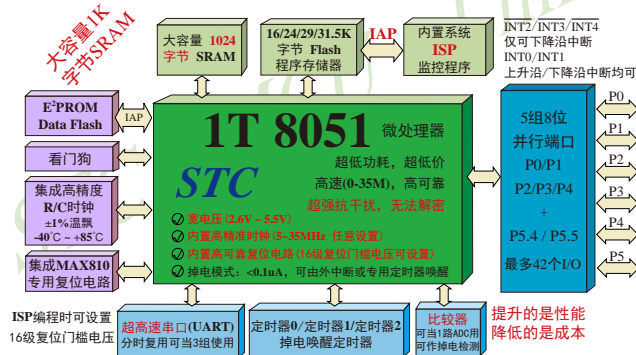 大容量1K
字节SRAM
大容量 1024
字节 SRAM
16/24/29/31.5K
字节 Flash
程序存储器
IAP
内置系统
ISP
监控程序
INT2/INT3/INT4
仅可下降沿中断
INT0/INT1
上升沿/下降沿中断均可
E²PROM
Data Flash
IAP
看门狗
集成高精度
R/C时钟
±1%温飘
-40℃ ~ +85℃
集成MAX810
专用复位电路
1T 8051 微处理器
STC
超低功耗，超低价
高速(0-35M)，高可靠
超强抗干扰，无法解密
宽电压(2.6V ~ 5.5V)
内置高精准时钟(5~35MHz 任意设置)
内置高可靠复位电路(16级复位门槛电压可设置)
掉电模式：<0.1uA，可由外中断或专用定时器唤醒
5组8位
并行端口
P0/P1
P2/P3/P4
+
P5.4 / P5.5
最多42个I/O
P0
P1
P2
P3
P4
P5
ISP编程时可设置
16级复位门槛电压
超高速串口(UART)
分时复用可当3组使用
定时器0/定时器1/定时器2
掉电唤醒定时器
比较器
可当1路ADC用
可作掉电检测
提升的是性能
降低的是成本